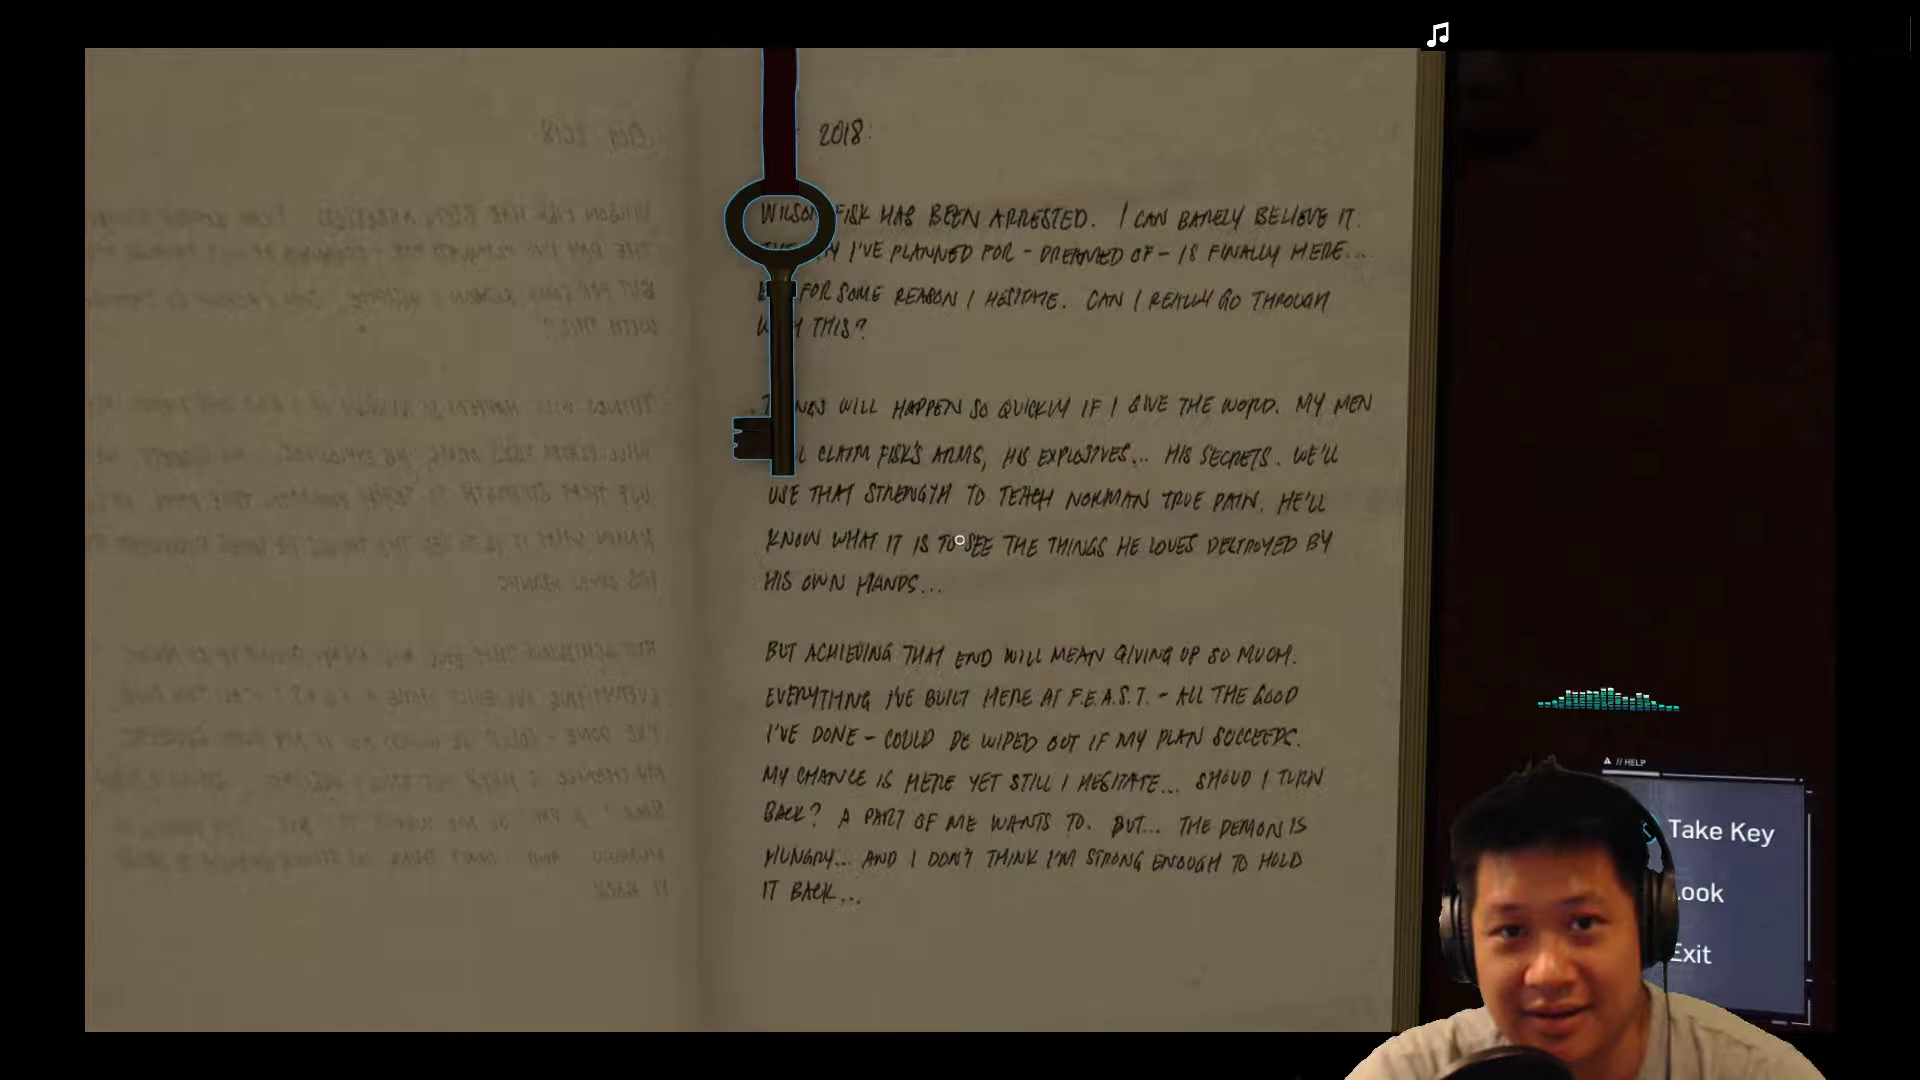 2018:
WILSON FISK HAS BEEN ARRESTED. I CAN BARELY BELIEVE IT.
I'VE PLANNED FOR - DREAMED OF - IS FINALLY HERE...
FOR SOME REASON I HESITATE. CAN I REALLY GO THROUGH
THIS?
WILL HAPPEN SO QUICKLY IF I GIVE THE WORD. MY MEN
CLAIM FISK'S ARMS, HIS EXPLOSIVES... HIS SECRETS. WE'LL
USE THAT STRENGTH TO TEACH NORMAN TRUE PAIN. HE'LL
KNOW WHAT IT IS TO SEE THE THINGS HE LOVES DESTROYED BY
HIS OWN HANDS...
BUT ACHIEVING THAT END WILL MEAN GIVING UP SO MUCH.
EVERYTHING I'VE BUILT HERE AT F.E.A.S.T. - ALL THE GOOD
I'VE DONE - COULD BE WIPED OUT IF MY PLAN SUCCEEDS.
MY CHANCE IS HERE YET STILL I HESITATE... SHOUD I TURN
BACK? A PART OF ME WANTS TO. BUT... THE DEMON IS
HUNGRY... AND I DON'T THINK I'M STRONG ENOUGH TO HOLD
IT BACK...
// HELP
Take Key
Look
Exit